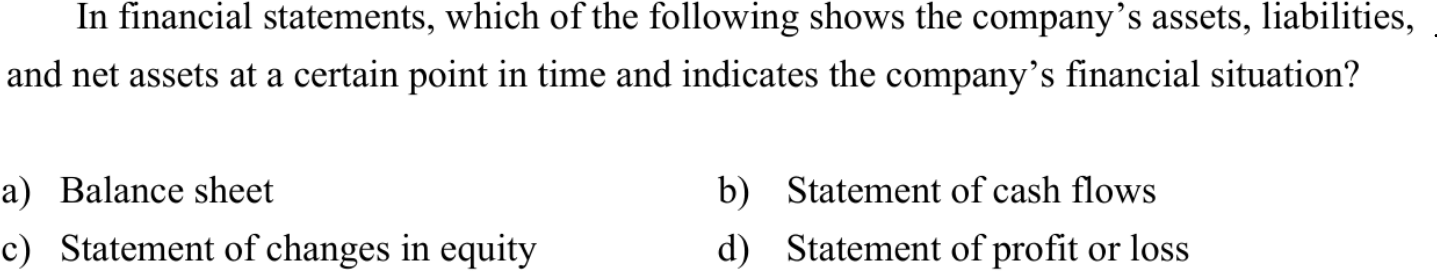 In financial statements, which of the following shows the company’s assets, liabilities,
and net assets at a certain point in time and indicates the company’s financial situation?
a) Balance sheet b) Statement of cash flows
c) Statement of changes in equity d) Statement of profit or loss